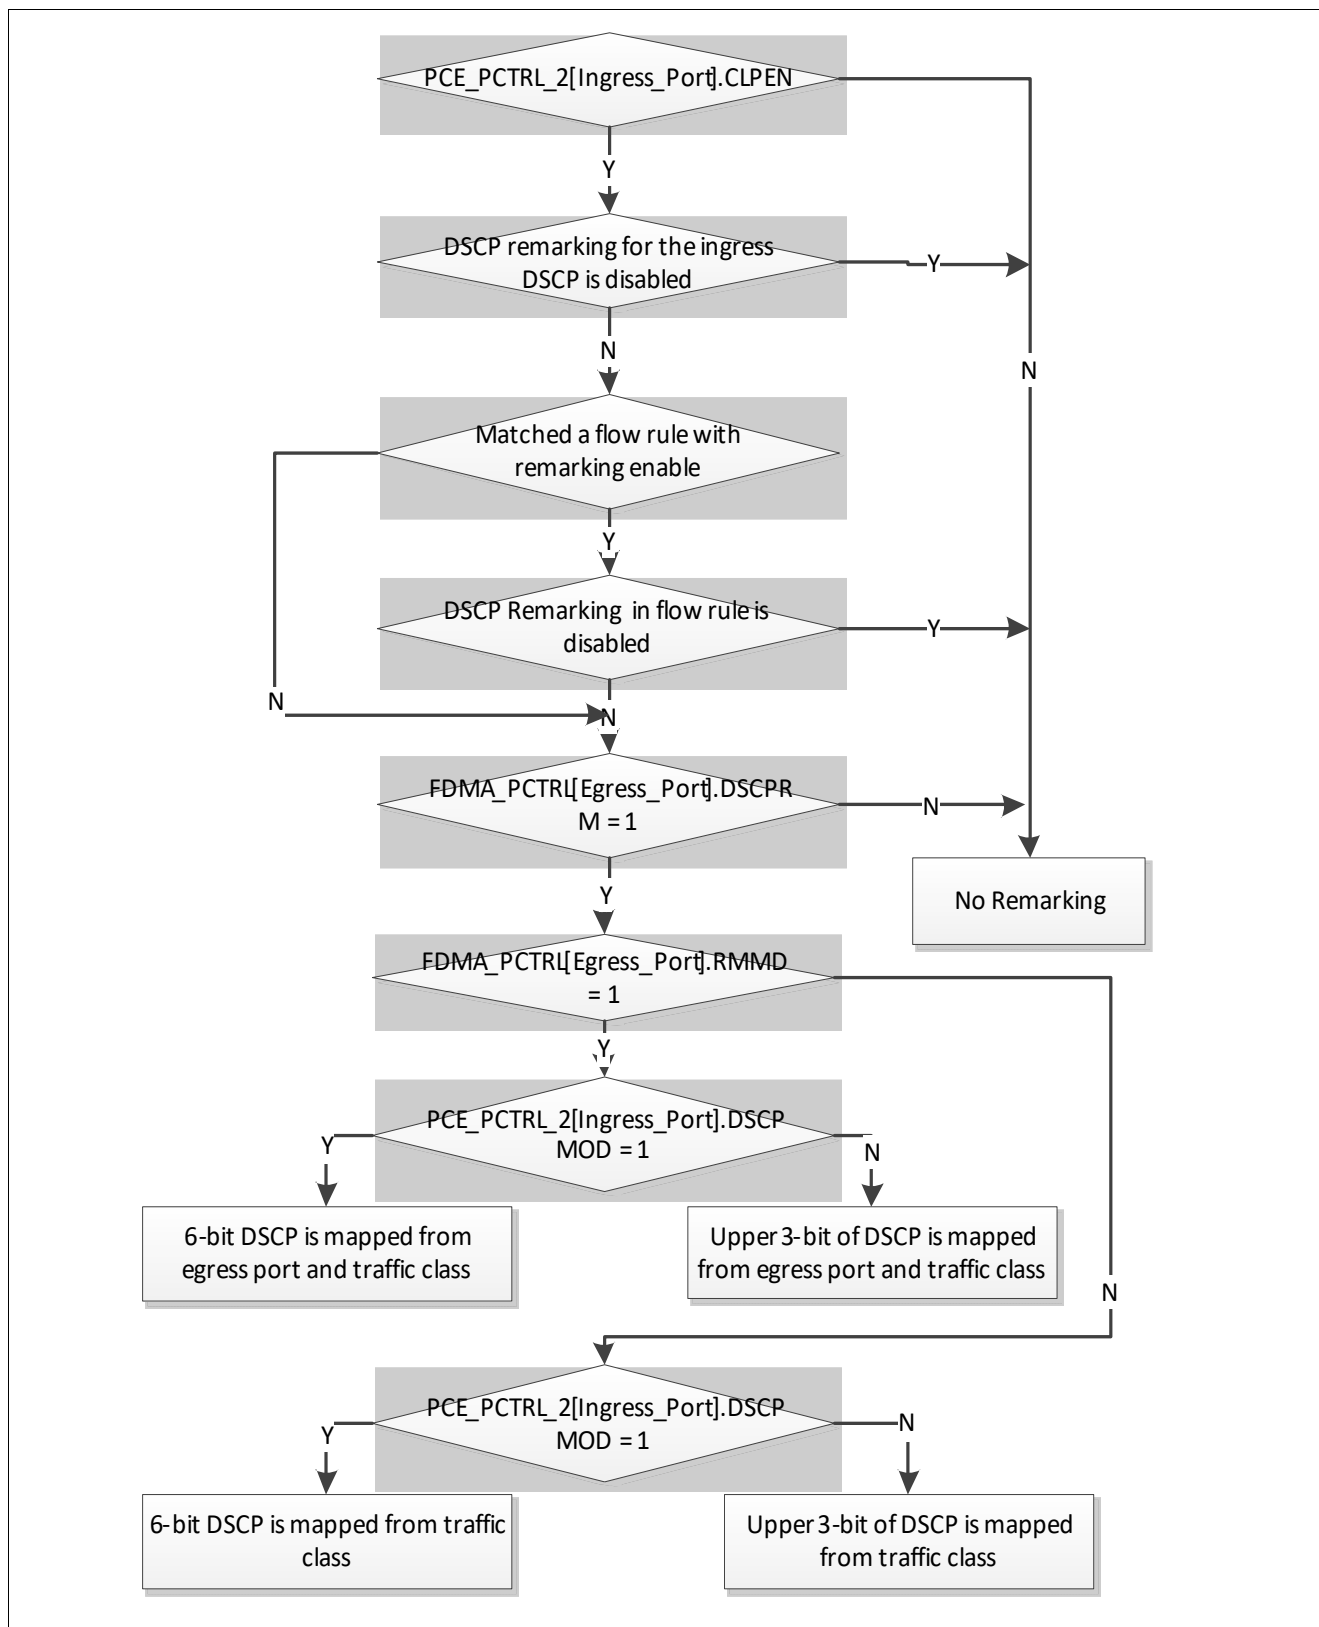 PCE_PCTRL_2[Ingress_Port].CLPEN
Y
DSCP remarking for the ingress
DSCP is disabled
Y
N
N
Matched a flow rule with
remarking enable
Y
DSCP Remarking in flow rule is
disabled
Y
N
N
FDMA_PCTRL[Egress_Port].DSCPR
M = 1
N
Y
No Remarking
FDMA_PCTRL[Egress_Port].RMMD
= 1
Y
PCE_PCTRL_2[Ingress_Port].DSCP
MOD = 1
Y
N
6-bit DSCP is mapped from
egress port and traffic class
Upper 3-bit of DSCP is mapped
from egress port and traffic class
N
PCE_PCTRL_2[Ingress_Port].DSCP
MOD = 1
Y
N
6-bit DSCP is mapped from traffic
class
Upper 3-bit of DSCP is mapped
from traffic class